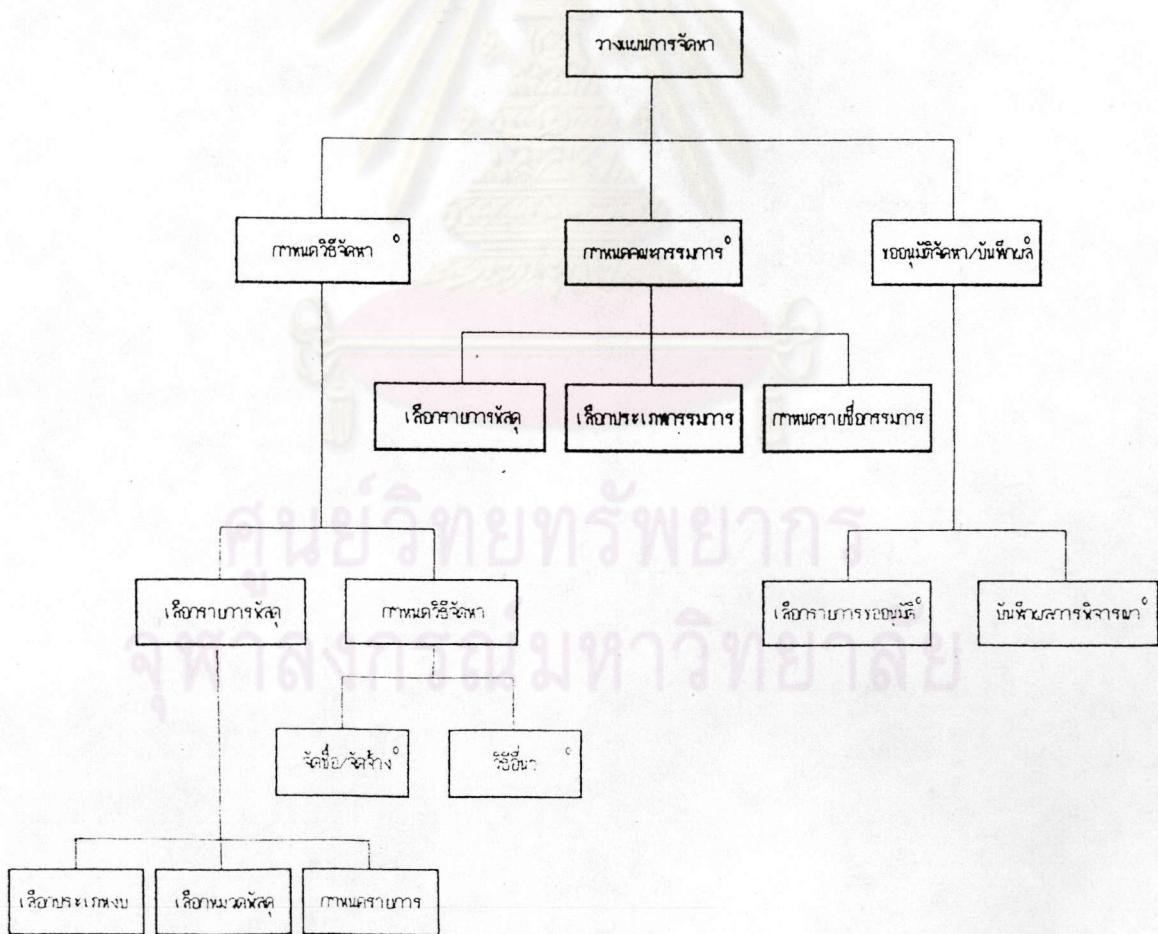 วางแผนการจัดหา
กำหนดวิธีจัดหา
กำหนดคณะกรรมการ
ขออนุมัติจัดหา/บันทึกผล
เลือกรายการพัสดุ
เลือกประเภทกรรมการ
กำหนดรายชื่อกรรมการ
ศูนย์วิทยทรัพยากร
เลือกรายการพัสดุ
กำหนดวิธีจัดหา
เลือกรายการขออนุมัติ
บันทึกผลการพิจารณา
จุฬาลงกรณ์มหาวิทยาลัย
จัดซื้อ/จัดจ้าง
วิธีอื่นๆ
เลือกประเภทงบ
เลือกหมวดพัสดุ
กำหนดรายการ